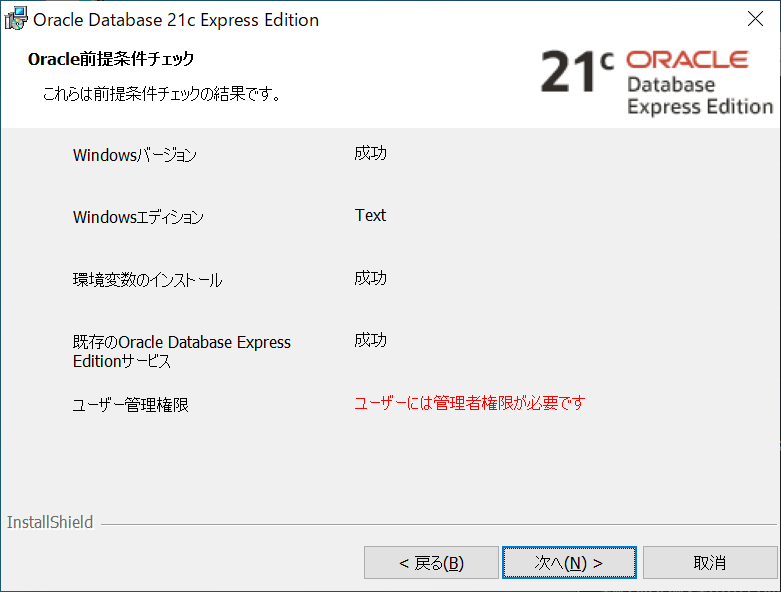 Oracle Database 21c Express Edition
Oracle前提条件チェック
これらは前提条件チェックの結果です。
21c ORACLE
Database
Express Edition
Windowsバージョン 成功
Windowsエディション Text
環境変数のインストール 成功
既存のOracle Database Express 成功
Editionサービス
ユーザー管理権限 ユーザーには管理者権限が必要です
InstallShield
< 戻る(B) 次へ(N) > 取消